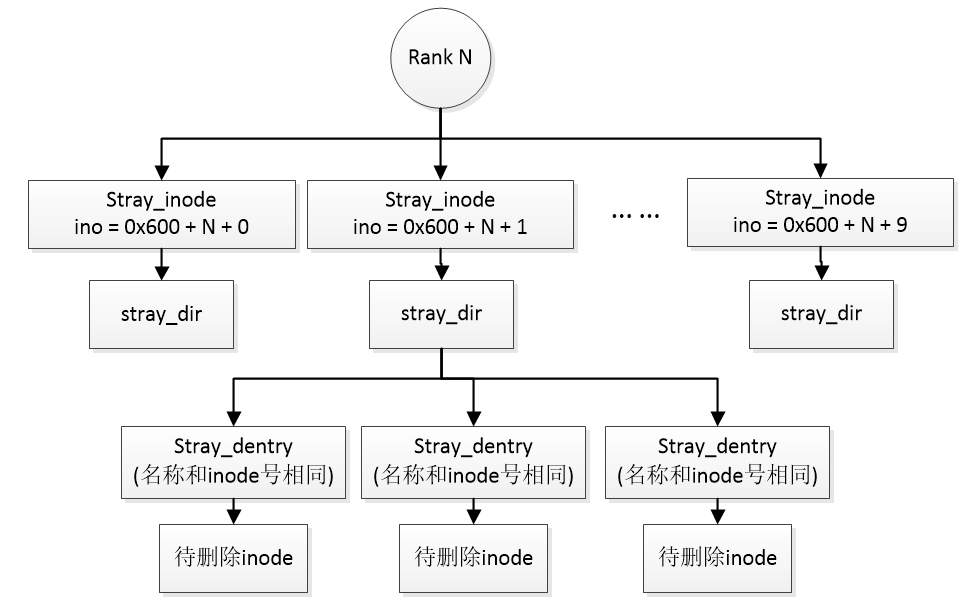 Rank N
Stray_inode
ino = 0x600 + N + 0
Stray_inode
ino = 0x600 + N + 1
... ...
Stray_inode
ino = 0x600 + N + 9
stray_dir
stray_dir
stray_dir
Stray_dentry
(名称和inode号相同)
Stray_dentry
(名称和inode号相同)
Stray_dentry
(名称和inode号相同)
待删除inode
待删除inode
待删除inode